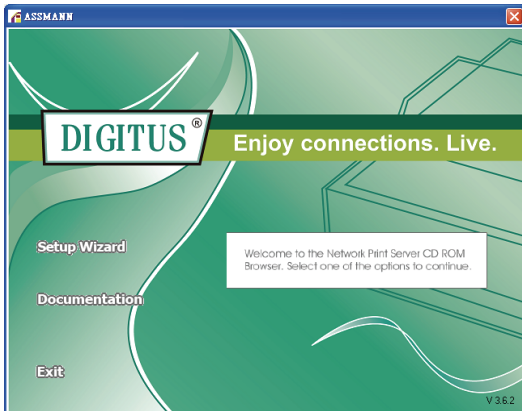 ASSMANN
DIGITUS®
Enjoy connections. Live.
Setup Wizard
Welcome to the Network Print Server CD ROM
Browser. Select one of the options to continue.
Documentation
Exit
V 3.6.2